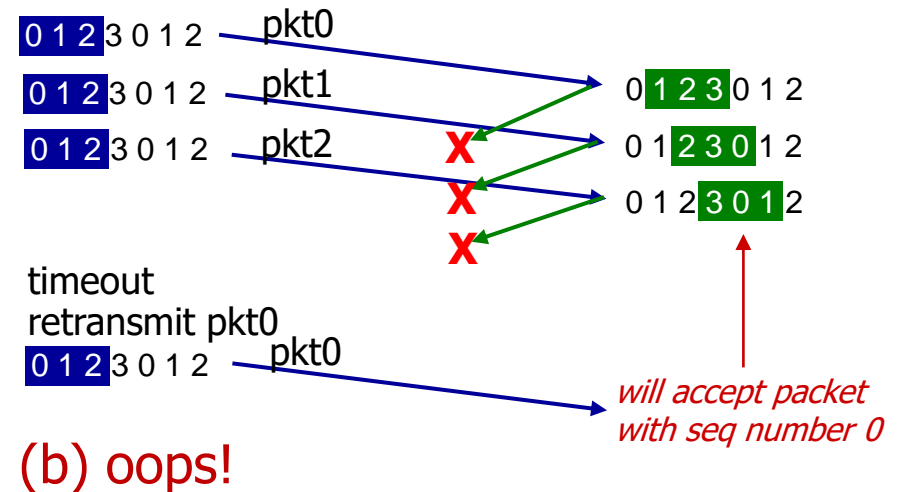 0 1 2 3 0 1 2 pkt0
0 1 2 3 0 1 2
0 1 2 3 0 1 2 pkt1
X 0 1 2 3 0 1 2
0 1 2 3 0 1 2 pkt2
X 0 1 2 3 0 1 2
X
timeout
retransmit pkt0
0 1 2 3 0 1 2 pkt0
will accept packet
with seq number 0
(b) oops!